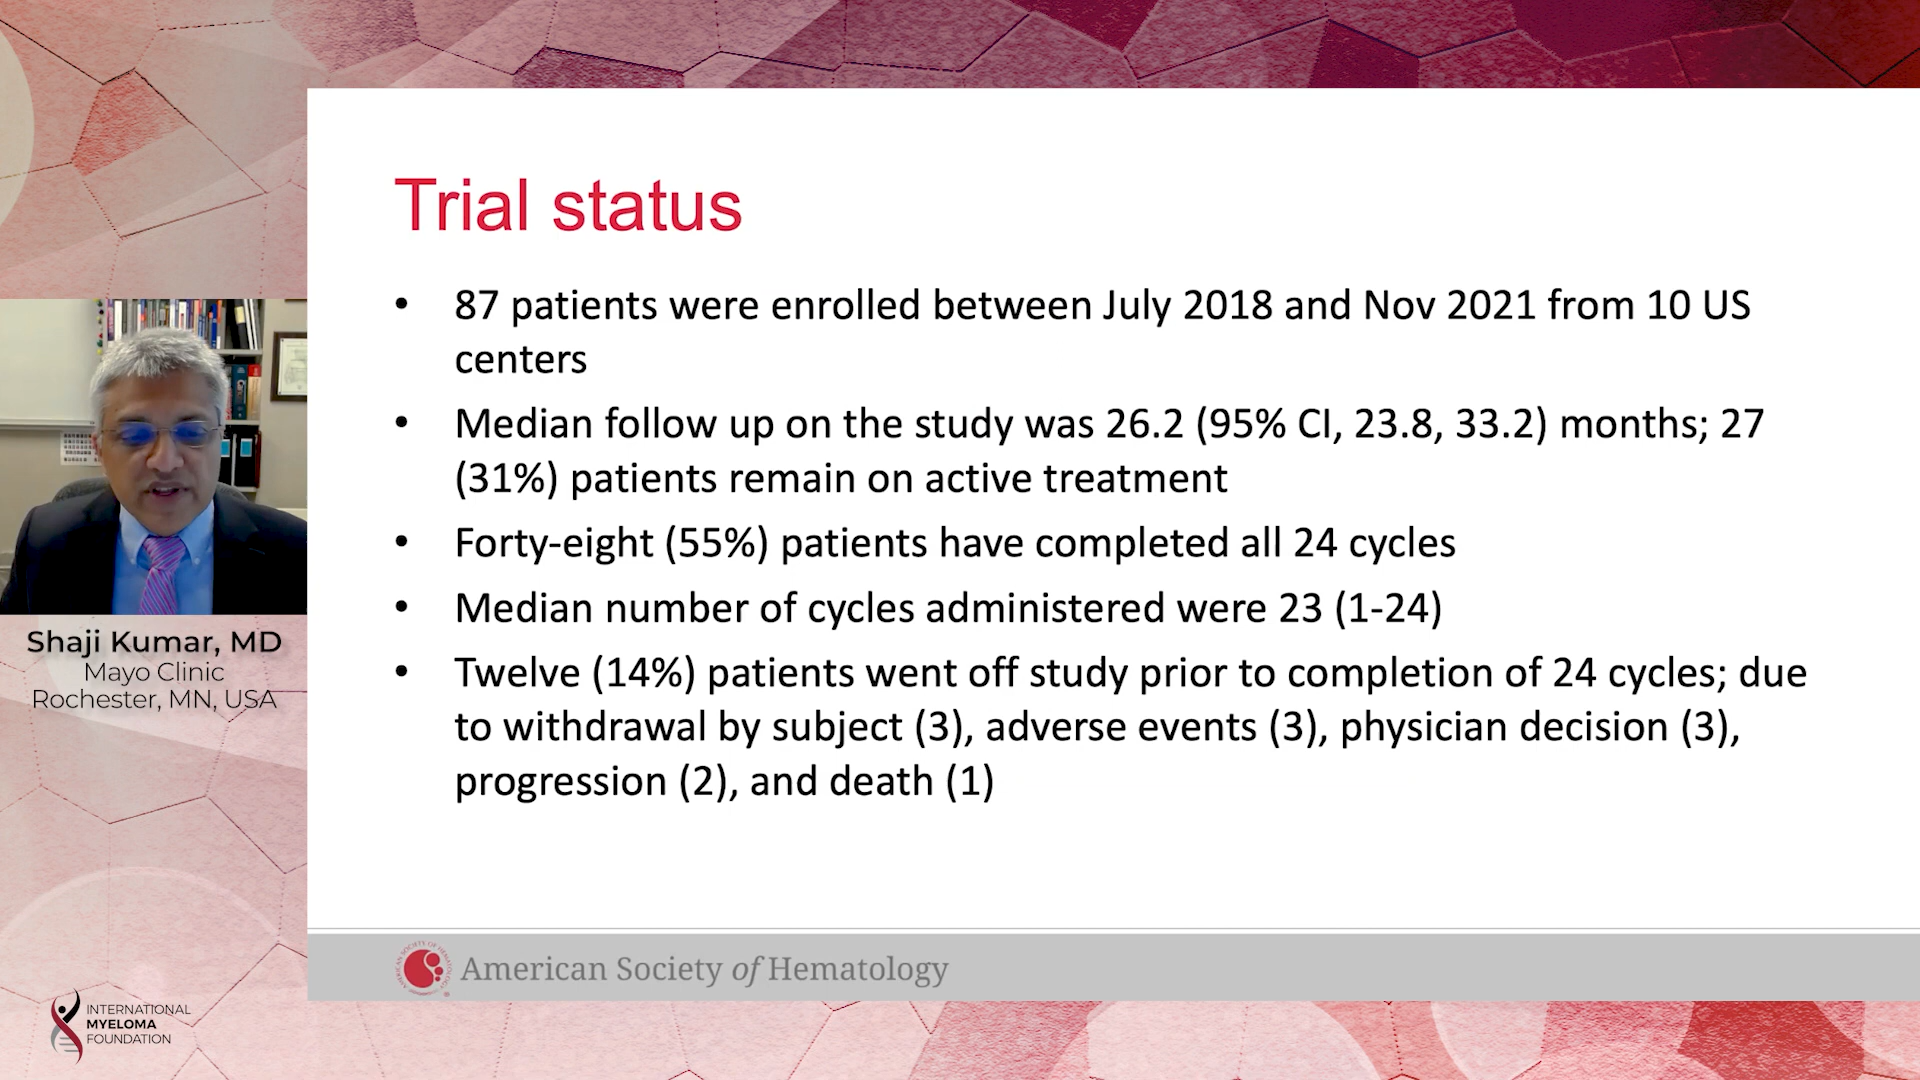 Trial status
• 87 patients were enrolled between July 2018 and Nov 2021 from 10 US
centers
• Median follow up on the study was 26.2 (95% CI, 23.8, 33.2) months; 27
(31%) patients remain on active treatment
• Forty-eight (55%) patients have completed all 24 cycles
• Median number of cycles administered were 23 (1-24)
• Twelve (14%) patients went off study prior to completion of 24 cycles; due
to withdrawal by subject (3), adverse events (3), physician decision (3),
progression (2), and death (1)
Shaji Kumar, MD
Mayo Clinic
Rochester, MN, USA
American Society of Hematology
INTERNATIONAL
MYELOMA
FOUNDATION